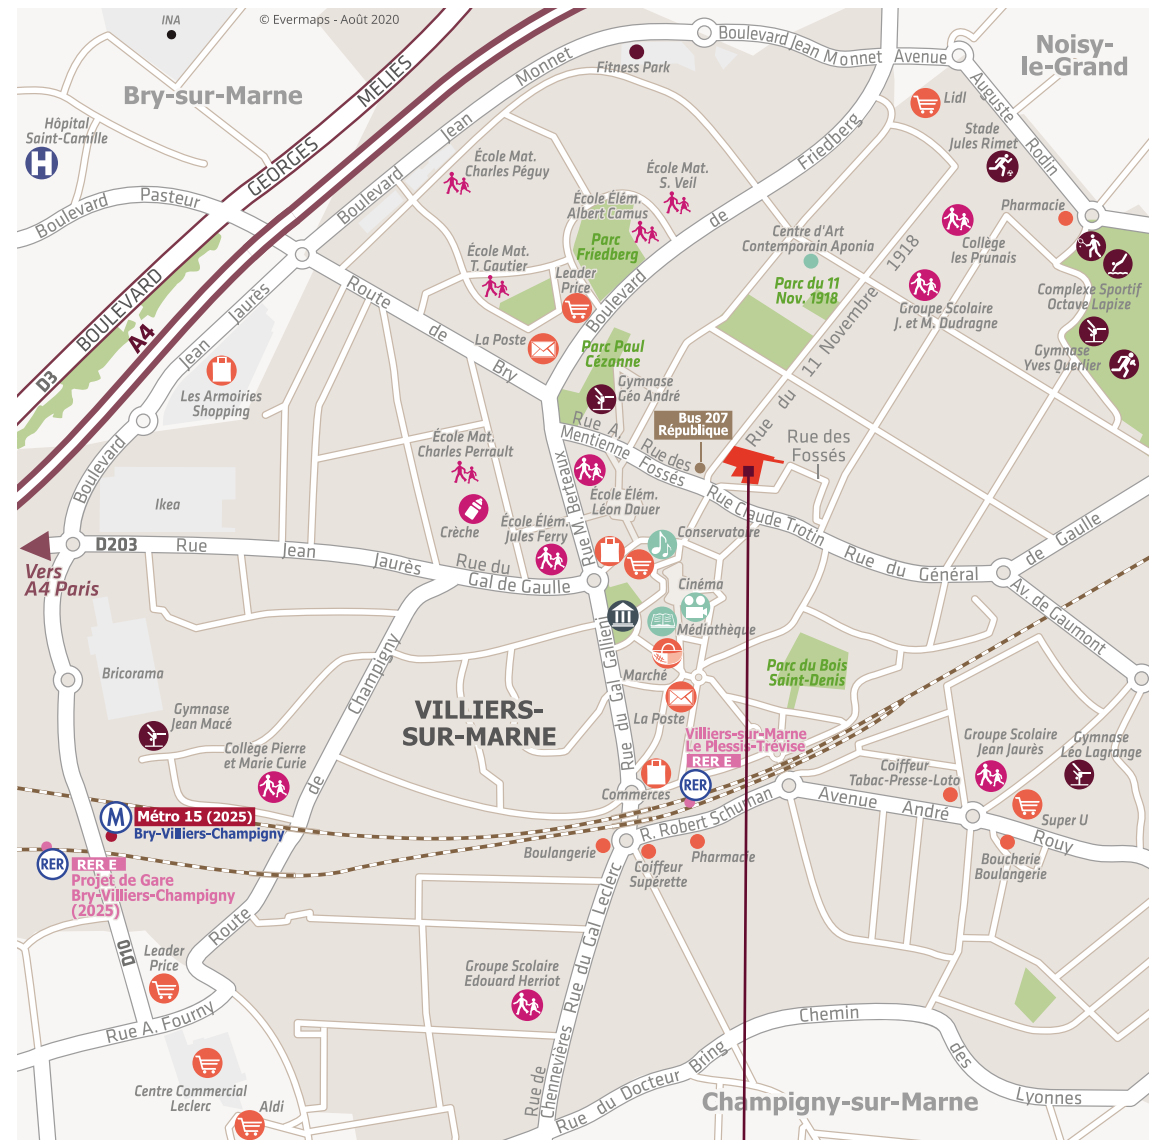 INA
© Evermaps - Août 2020
Boulevard Jean Monnet Avenue
Noisy-
le-Grand
Fitness Park
Bry-sur-Marne
GEORGES MELIES
Boulevard Jean Monnet
Auguste Rodin
Lidl
Stade
Jules Rimet
Hôpital
Saint-Camille
H
École Mat.
Charles Péguy
École Mat.
S. Veil
École Élém.
Albert Camus
Boulevard de Friedberg
Boulevard Pasteur
Pharmacie
Collège
les Prunais
Centre d'Art
Contemporain Aponia
Parc
Friedberg
École Mat.
T. Gautier
Leader
Price
Parc du 11
Nov. 1918
Complexe Sportif
Octave Lapize
Groupe Scolaire
J. et M. Dudragne
Rue du 11 Novembre 1918
BOULEVARD
D3
A4
Boulevard Jean Jaurès
Route de Bry
La Poste
Parc Paul
Cézanne
Gymnase
Yves Querlier
Gymnase
Géo André
Les Armoiries
Shopping
Bus 207
République
Rue A.
Mentienne
Rue des
Fossés
Rue des
Fossés
École Mat.
Charles Perrault
Crèche
École Élém.
Léon Dauer
Rue M. Berteaux
École Élém.
Jules Ferry
Ikea
Rue Claude Trotin
Conservatoire
D203 Rue Jean Jaurès
Rue du
Gal de Gaulle
Rue du Général de Gaulle
Av. de Gaumont
Vers
A4 Paris
Cinéma
Médiathèque
Marché
Parc du Bois
Saint-Denis
Bricorama
Rue du Gal Gallieni
La Poste
VILLIERS-
SUR-MARNE
Gymnase
Jean Macé
Collège Pierre
et Marie Curie
Route de Champigny
Villiers-sur-Marne
Le Plessis-Trévise
RER E
RER
Commerces
Groupe Scolaire
Jean Jaurès
Gymnase
Léo Lagrange
Coiffeur
Tabac-Presse-Loto
Super U
M
Métro 15 (2025)
Bry-Villiers-Champigny
R. Robert Schuman
Avenue André Rouy
Boulangerie
Coiffeur
Supérette
Pharmacie
Boucherie
Boulangerie
RER
RER E
Projet de Gare
Bry-Villiers-Champigny
(2025)
D10
Leader
Price
Groupe Scolaire
Edouard Herriot
Rue du Gal Leclerc
Rue A. Fourny
Chemin des Lyonnes
Centre Commercial
Leclerc
Aldi
Rue de
Chennevières
Rue du Docteur Bring
Champigny-sur-Marne